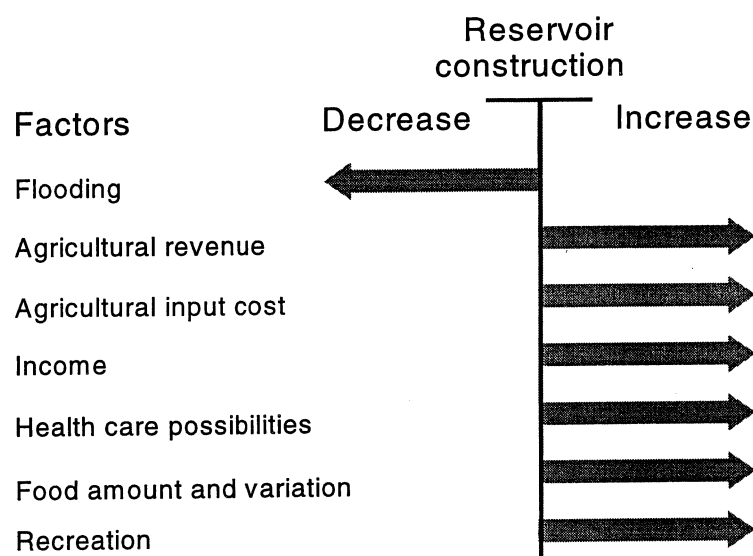 Reservoir
construction
Factors Decrease Increase
Flooding
Agricultural revenue
Agricultural input cost
Income
Health care possibilities
Food amount and variation
Recreation